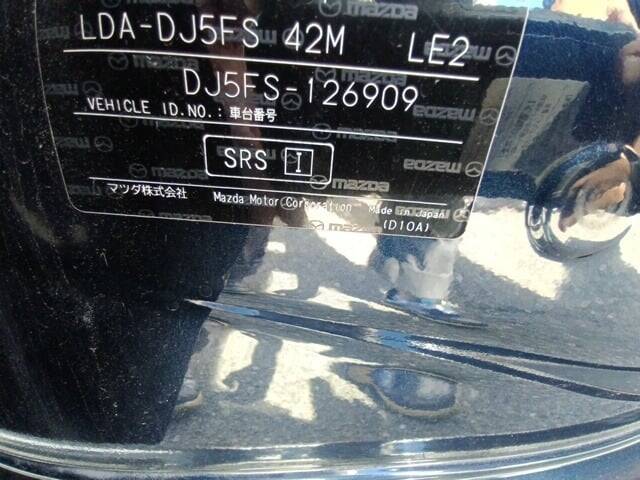 LDA-DJ5FS 42M LE2
DJ5FS-126909
VEHICLE ID.NO.: 車台番号
SRS I
マツダ株式会社 Mazda Motor Corporation Made in Japan
(D10A)